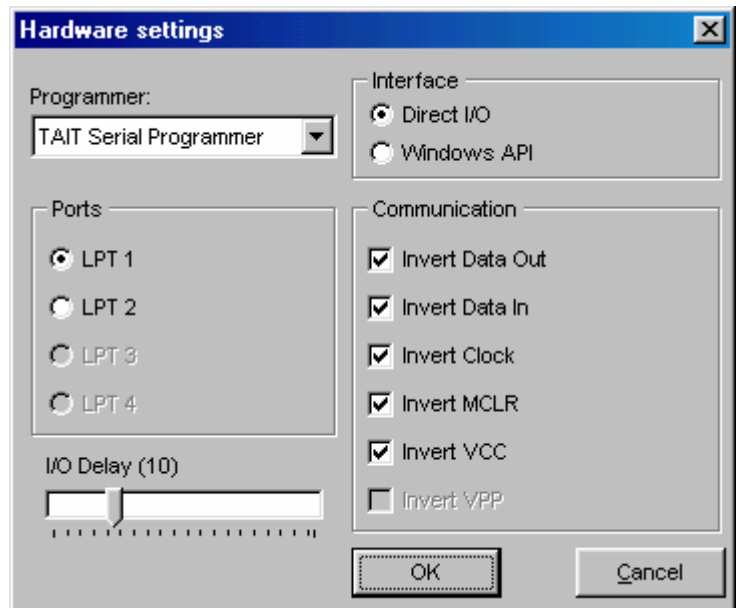 Hardware settings
Programmer:
TAIT Serial Programmer
Interface
Direct I/O
Windows API
Ports
LPT 1
LPT 2
LPT 3
LPT 4
I/O Delay (10)
Communication
Invert Data Out
Invert Data In
Invert Clock
Invert MCLR
Invert VCC
Invert VPP
OK
Cancel